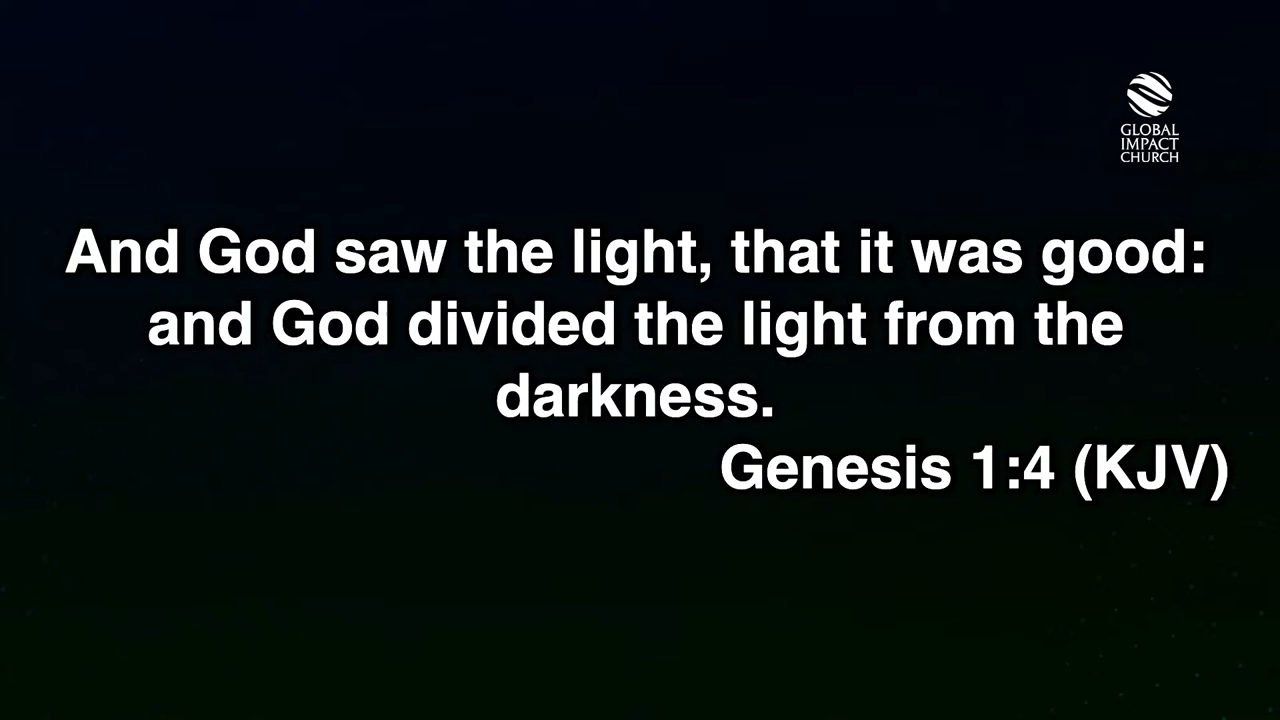 GLOBAL
IMPACT
CHURCH
And God saw the light, that it was good:
and God divided the light from the
darkness.
Genesis 1:4 (KJV)